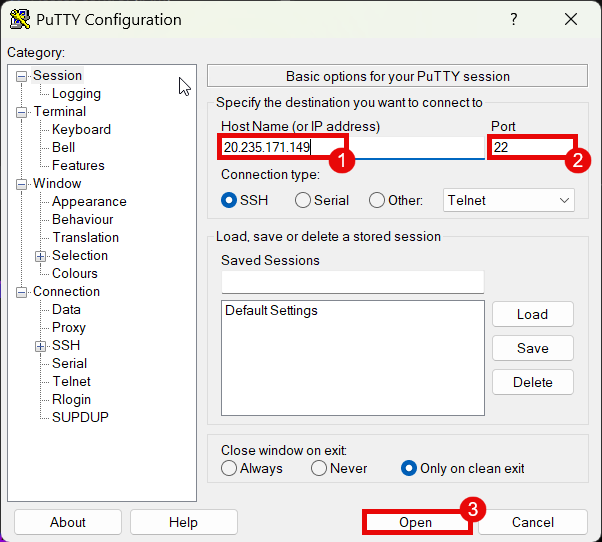 PuTTY Configuration ?
Category:
Session
Logging
Terminal
Keyboard
Bell
Features
Window
Appearance
Behaviour
Translation
Selection
Colours
Connection
Data
Proxy
SSH
Serial
Telnet
Rlogin
SUPDUP
Basic options for your PuTTY session
Specify the destination you want to connect to
Host Name (or IP address) Port
20.235.171.149 1 22 2
Connection type:
SSH Serial Other: Telnet
Load, save or delete a stored session
Saved Sessions
Default Settings
Load
Save
Delete
Close window on exit:
Always Never Only on clean exit
3
About Help Open Cancel